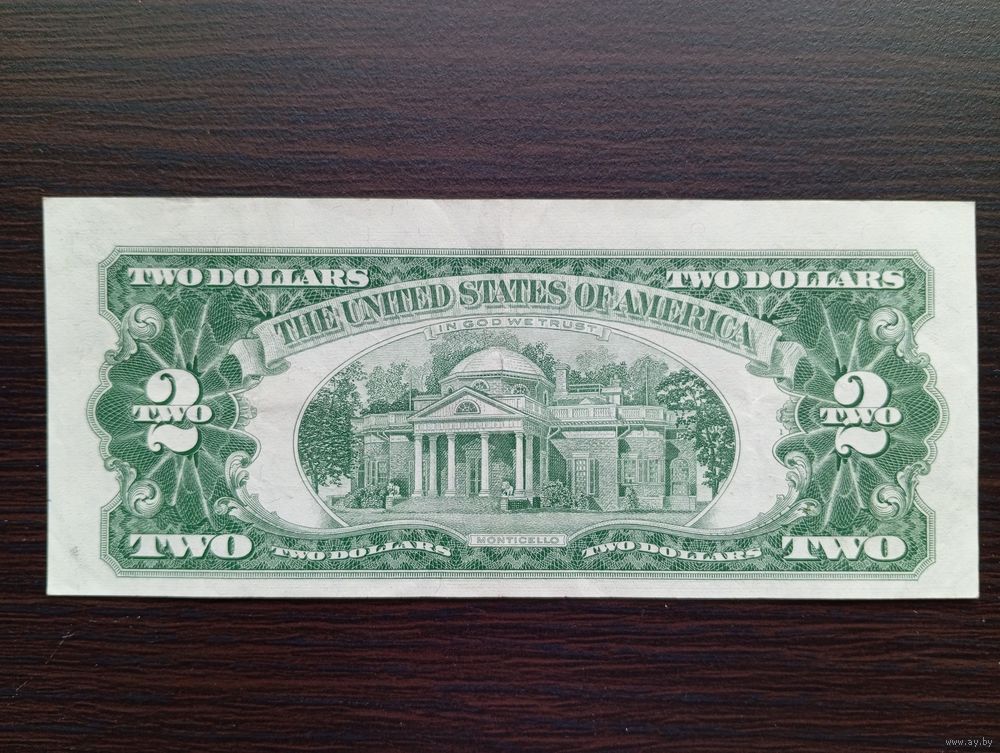 TWO DOLLARS TWO DOLLARS
THE UNITED STATES OF AMERICA
IN GOD WE TRUST
2 2
TWO TWO
MONTICELLO
TWO TWO DOLLARS TWO DOLLARS TWO
www.ay.by